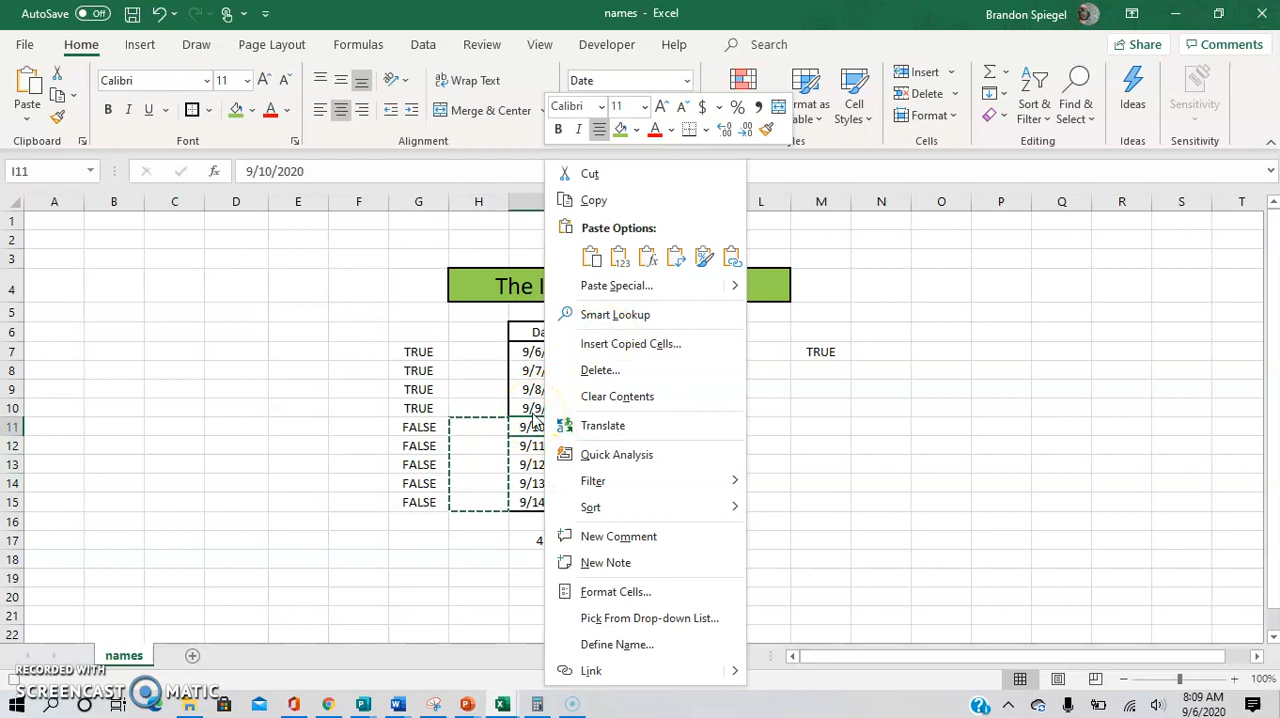 AutoSave Off names - Excel Brandon Spiegel
File Home Insert Draw Page Layout Formulas Data Review View Developer Help Search Share Comments
Calibri 11 Wrap Text Date Insert
Paste Merge & Center Format as Cell Styles Delete Sort & Filter Find & Select Ideas Sensitivity
Format
Clipboard Font Alignment Styles Cells Editing Ideas Sensitivity
Calibri 11
I11 9/10/2020
A B C D E F G H L M N O P Q R S T
1
2
3
4 The
5
6 Da
7 TRUE 9/6/ TRUE
8 TRUE 9/7/
9 TRUE 9/8/
10 TRUE 9/9/
11 FALSE 9/10
12 FALSE 9/11
13 FALSE 9/12
14 FALSE 9/13
15 FALSE 9/14
16
17 4
18
19
20
21
22
Cut
Copy
Paste Options:
Paste Special...
Smart Lookup
Insert Copied Cells...
Delete...
Clear Contents
Translate
Quick Analysis
Filter
Sort
New Comment
New Note
Format Cells...
Pick From Drop-down List...
Define Name...
Link
names
RECORDED WITH
SCREENCAST MATIC
100%
8:09 AM
9/6/2020